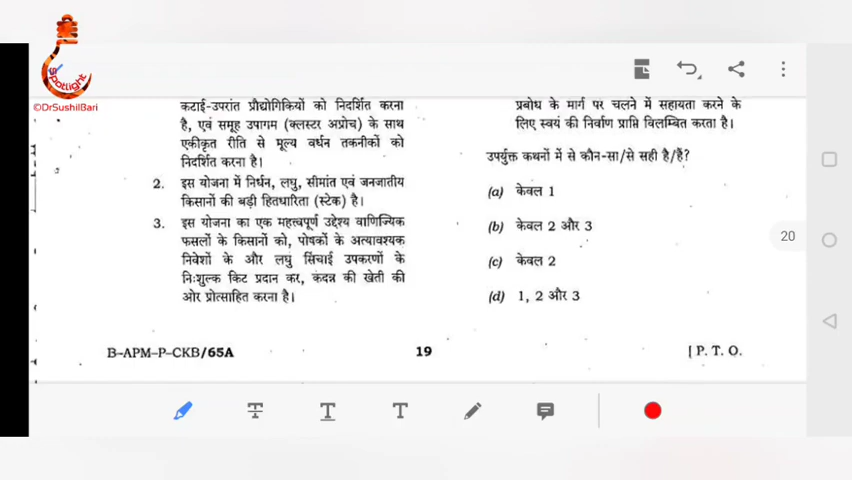 Spotlight
©DrSushilBari
कटाई-उपरांत प्रौद्योगिकियों को निदर्शित करना
है, एवं समूह उपागम (क्लस्टर अप्रोच) के साथ
एकीकृत रीति से मूल्य वर्धन तकनीकों को
निदर्शित करना है।
2. इस योजना में निर्धन, लघु, सीमांत एवं जनजातीय
किसानों की बड़ी हितधारिता (स्टेक) है।
3. इस योजना का एक महत्त्वपूर्ण उद्देश्य वाणिज्यिक
फसलों के किसानों को, पोषकों के अत्यावश्यक
निवेशों के और लघु सिंचाई उपकरणों के
निःशुल्क किट प्रदान कर, कदन्न की खेती की
ओर प्रोत्साहित करना है।
प्रबोध के मार्ग पर चलने में सहायता करने के
लिए स्वयं की निर्वाण प्राप्ति विलम्बित करता है।
उपर्युक्त कथनों में से कौन-सा/से सही है/हैं?
(a) केवल 1
(b) केवल 2 और 3
(c) केवल 2
(d) 1, 2 और 3
20
B-APM-P-CKB/65A
19
[ P. T. O.